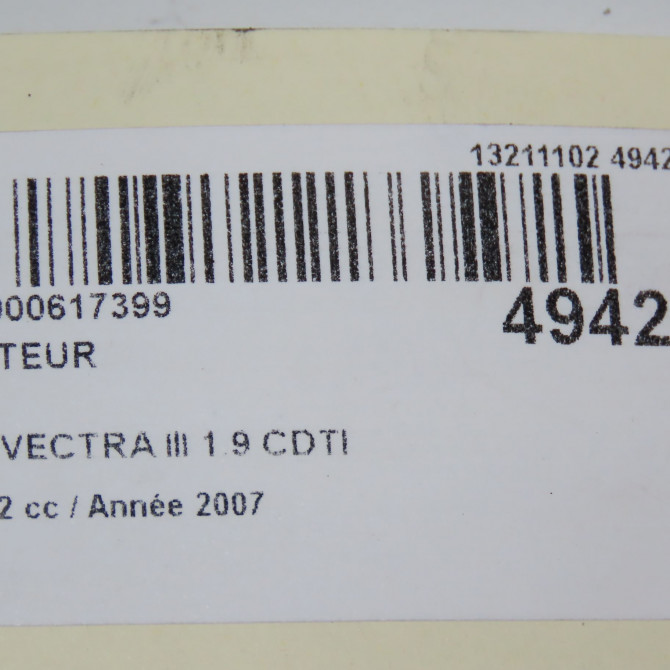 13211102 4942
000617399
4942
TEUR
VECTRA III 1.9 CDTI
2 cc / Année 2007